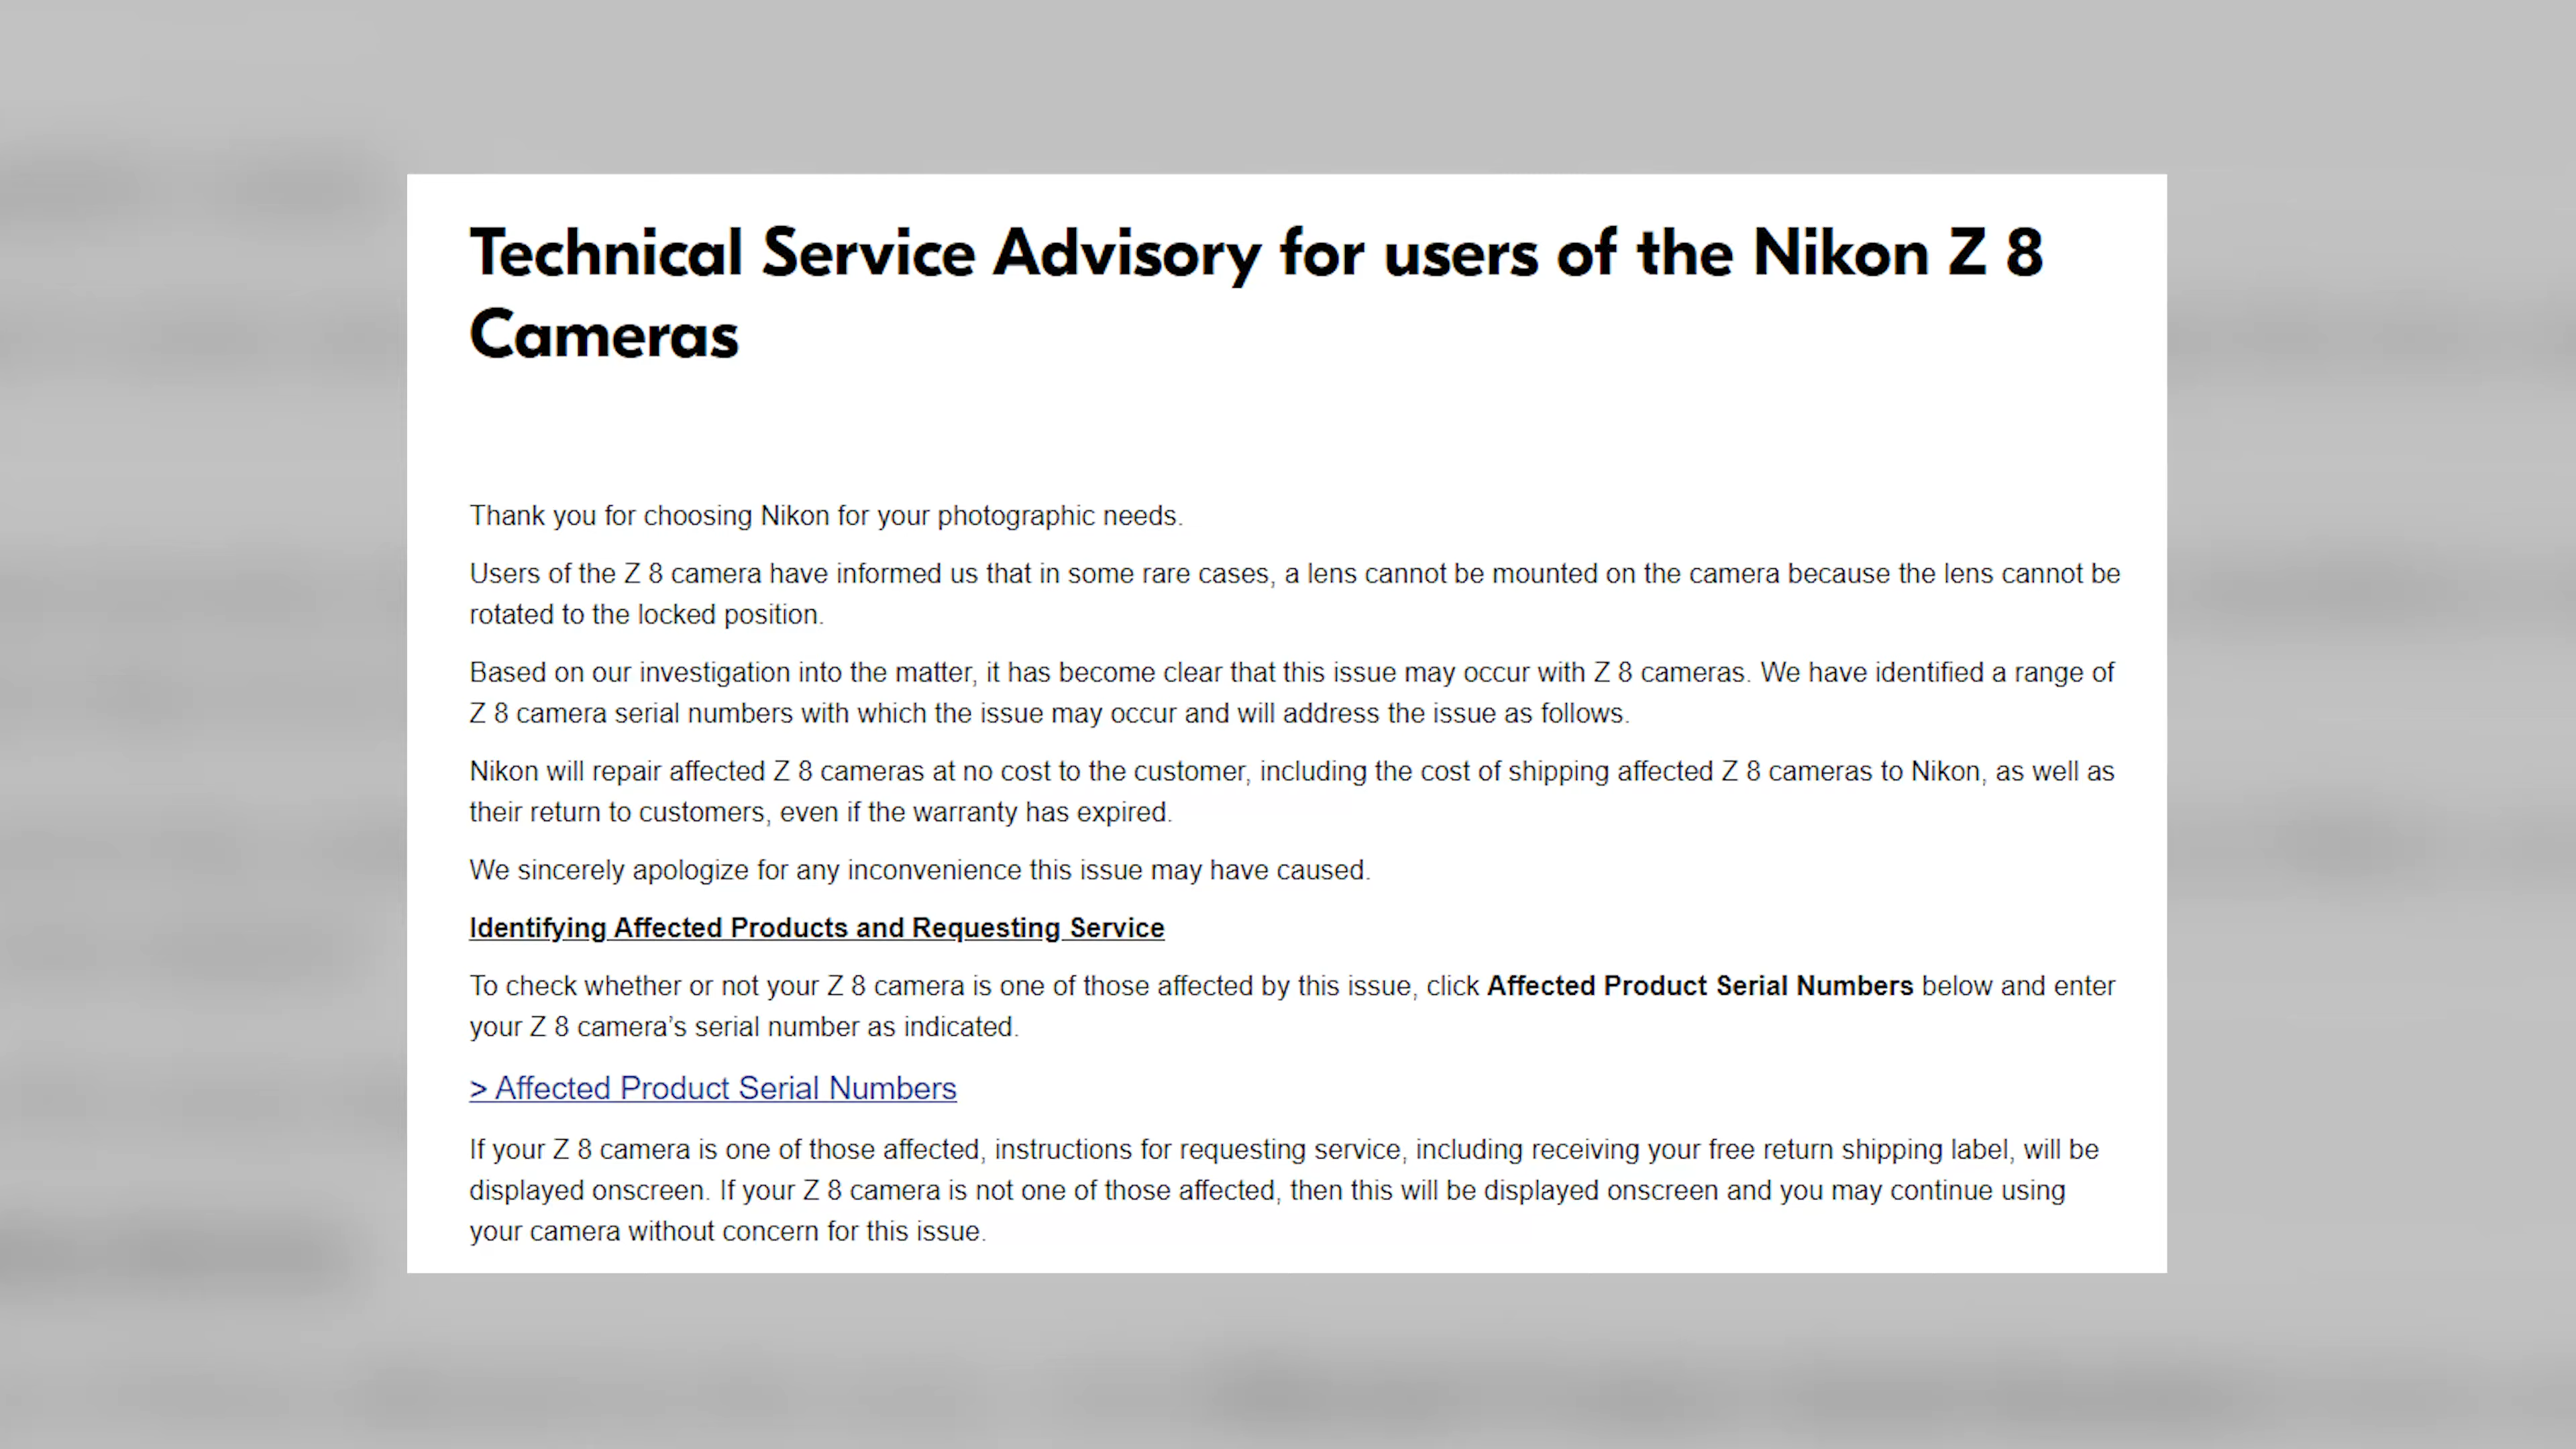 Technical Service Advisory for users of the Nikon Z 8
Cameras
Thank you for choosing Nikon for your photographic needs.
Users of the Z 8 camera have informed us that in some rare cases, a lens cannot be mounted on the camera because the lens cannot be
rotated to the locked position.
Based on our investigation into the matter, it has become clear that this issue may occur with Z 8 cameras. We have identified a range of
Z 8 camera serial numbers with which the issue may occur and will address the issue as follows.
Nikon will repair affected Z 8 cameras at no cost to the customer, including the cost of shipping affected Z 8 cameras to Nikon, as well as
their return to customers, even if the warranty has expired.
We sincerely apologize for any inconvenience this issue may have caused.
Identifying Affected Products and Requesting Service
To check whether or not your Z 8 camera is one of those affected by this issue, click Affected Product Serial Numbers below and enter
your Z 8 camera’s serial number as indicated.
> Affected Product Serial Numbers
If your Z 8 camera is one of those affected, instructions for requesting service, including receiving your free return shipping label, will be
displayed onscreen. If your Z 8 camera is not one of those affected, then this will be displayed onscreen and you may continue using
your camera without concern for this issue.